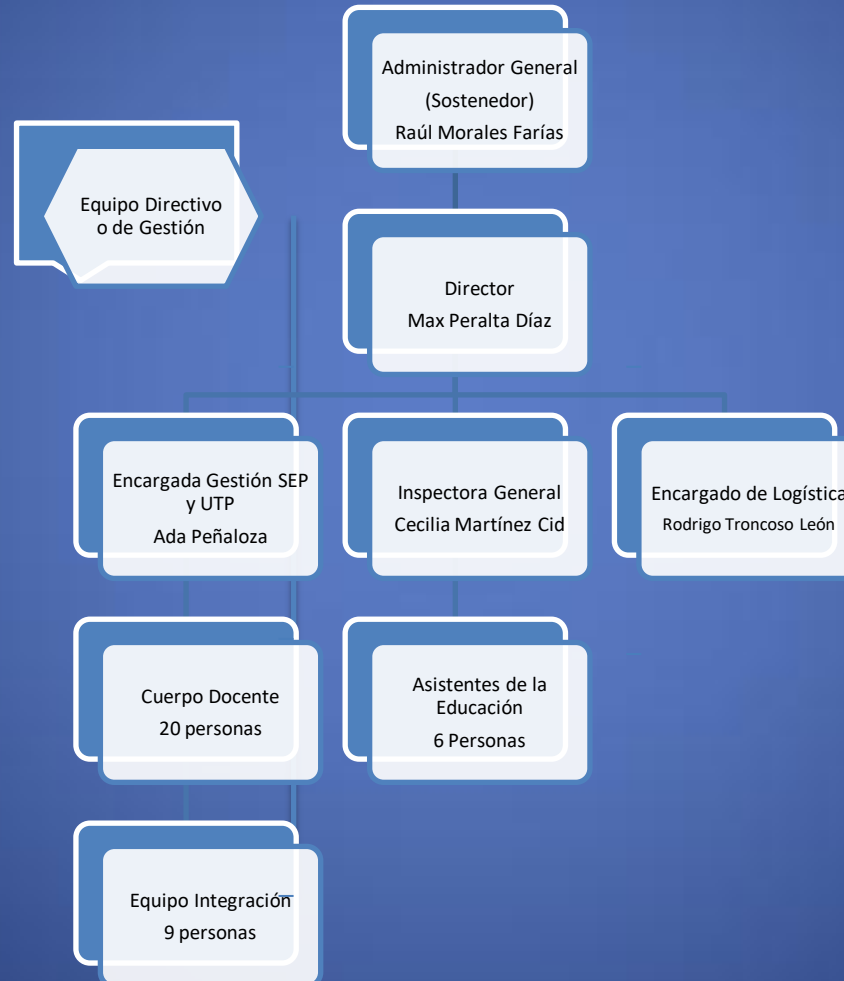 Administrador General
(Sostenedor)
Raúl Morales Farías
Equipo Directivo
o de Gestión
Director
Max Peralta Díaz
Encargada Gestión SEP
y UTP
Ada Peñaloza
Inspectora General
Cecilia Martínez Cid
Encargado de Logística
Rodrigo Troncoso León
Cuerpo Docente
20 personas
Asistentes de la
Educación
6 Personas
Equipo Integración
9 personas